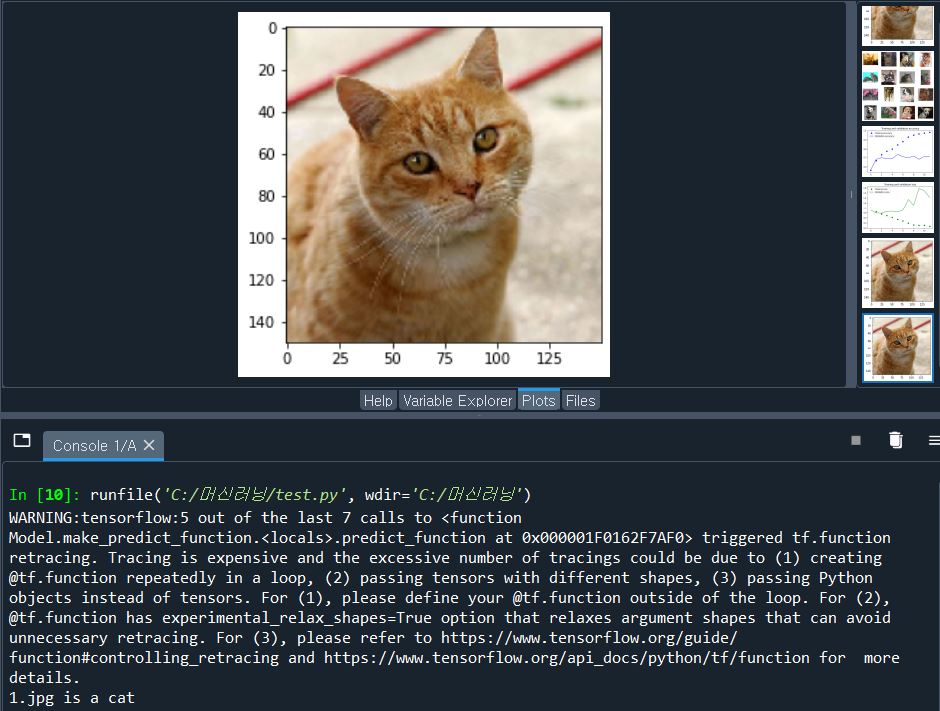 0
20
40
60
80
100
120
140
0 25 50 75 100 125
Help Variable Explorer Plots Files
Console 1/A
In [10]: runfile('C:/머신러닝/test.py', wdir='C:/머신러닝')
WARNING:tensorflow:5 out of the last 7 calls to <function
Model.make_predict_function.<locals>.predict_function at 0x000001F0162F7AF0> triggered tf.function
retracing. Tracing is expensive and the excessive number of tracings could be due to (1) creating
@tf.function repeatedly in a loop, (2) passing tensors with different shapes, (3) passing Python
objects instead of tensors. For (1), please define your @tf.function outside of the loop. For (2),
@tf.function has experimental_relax_shapes=True option that relaxes argument shapes that can avoid
unnecessary retracing. For (3), please refer to https://www.tensorflow.org/guide/
function#controlling_retracing and https://www.tensorflow.org/api_docs/python/tf/function for  more
details.
1.jpg is a cat